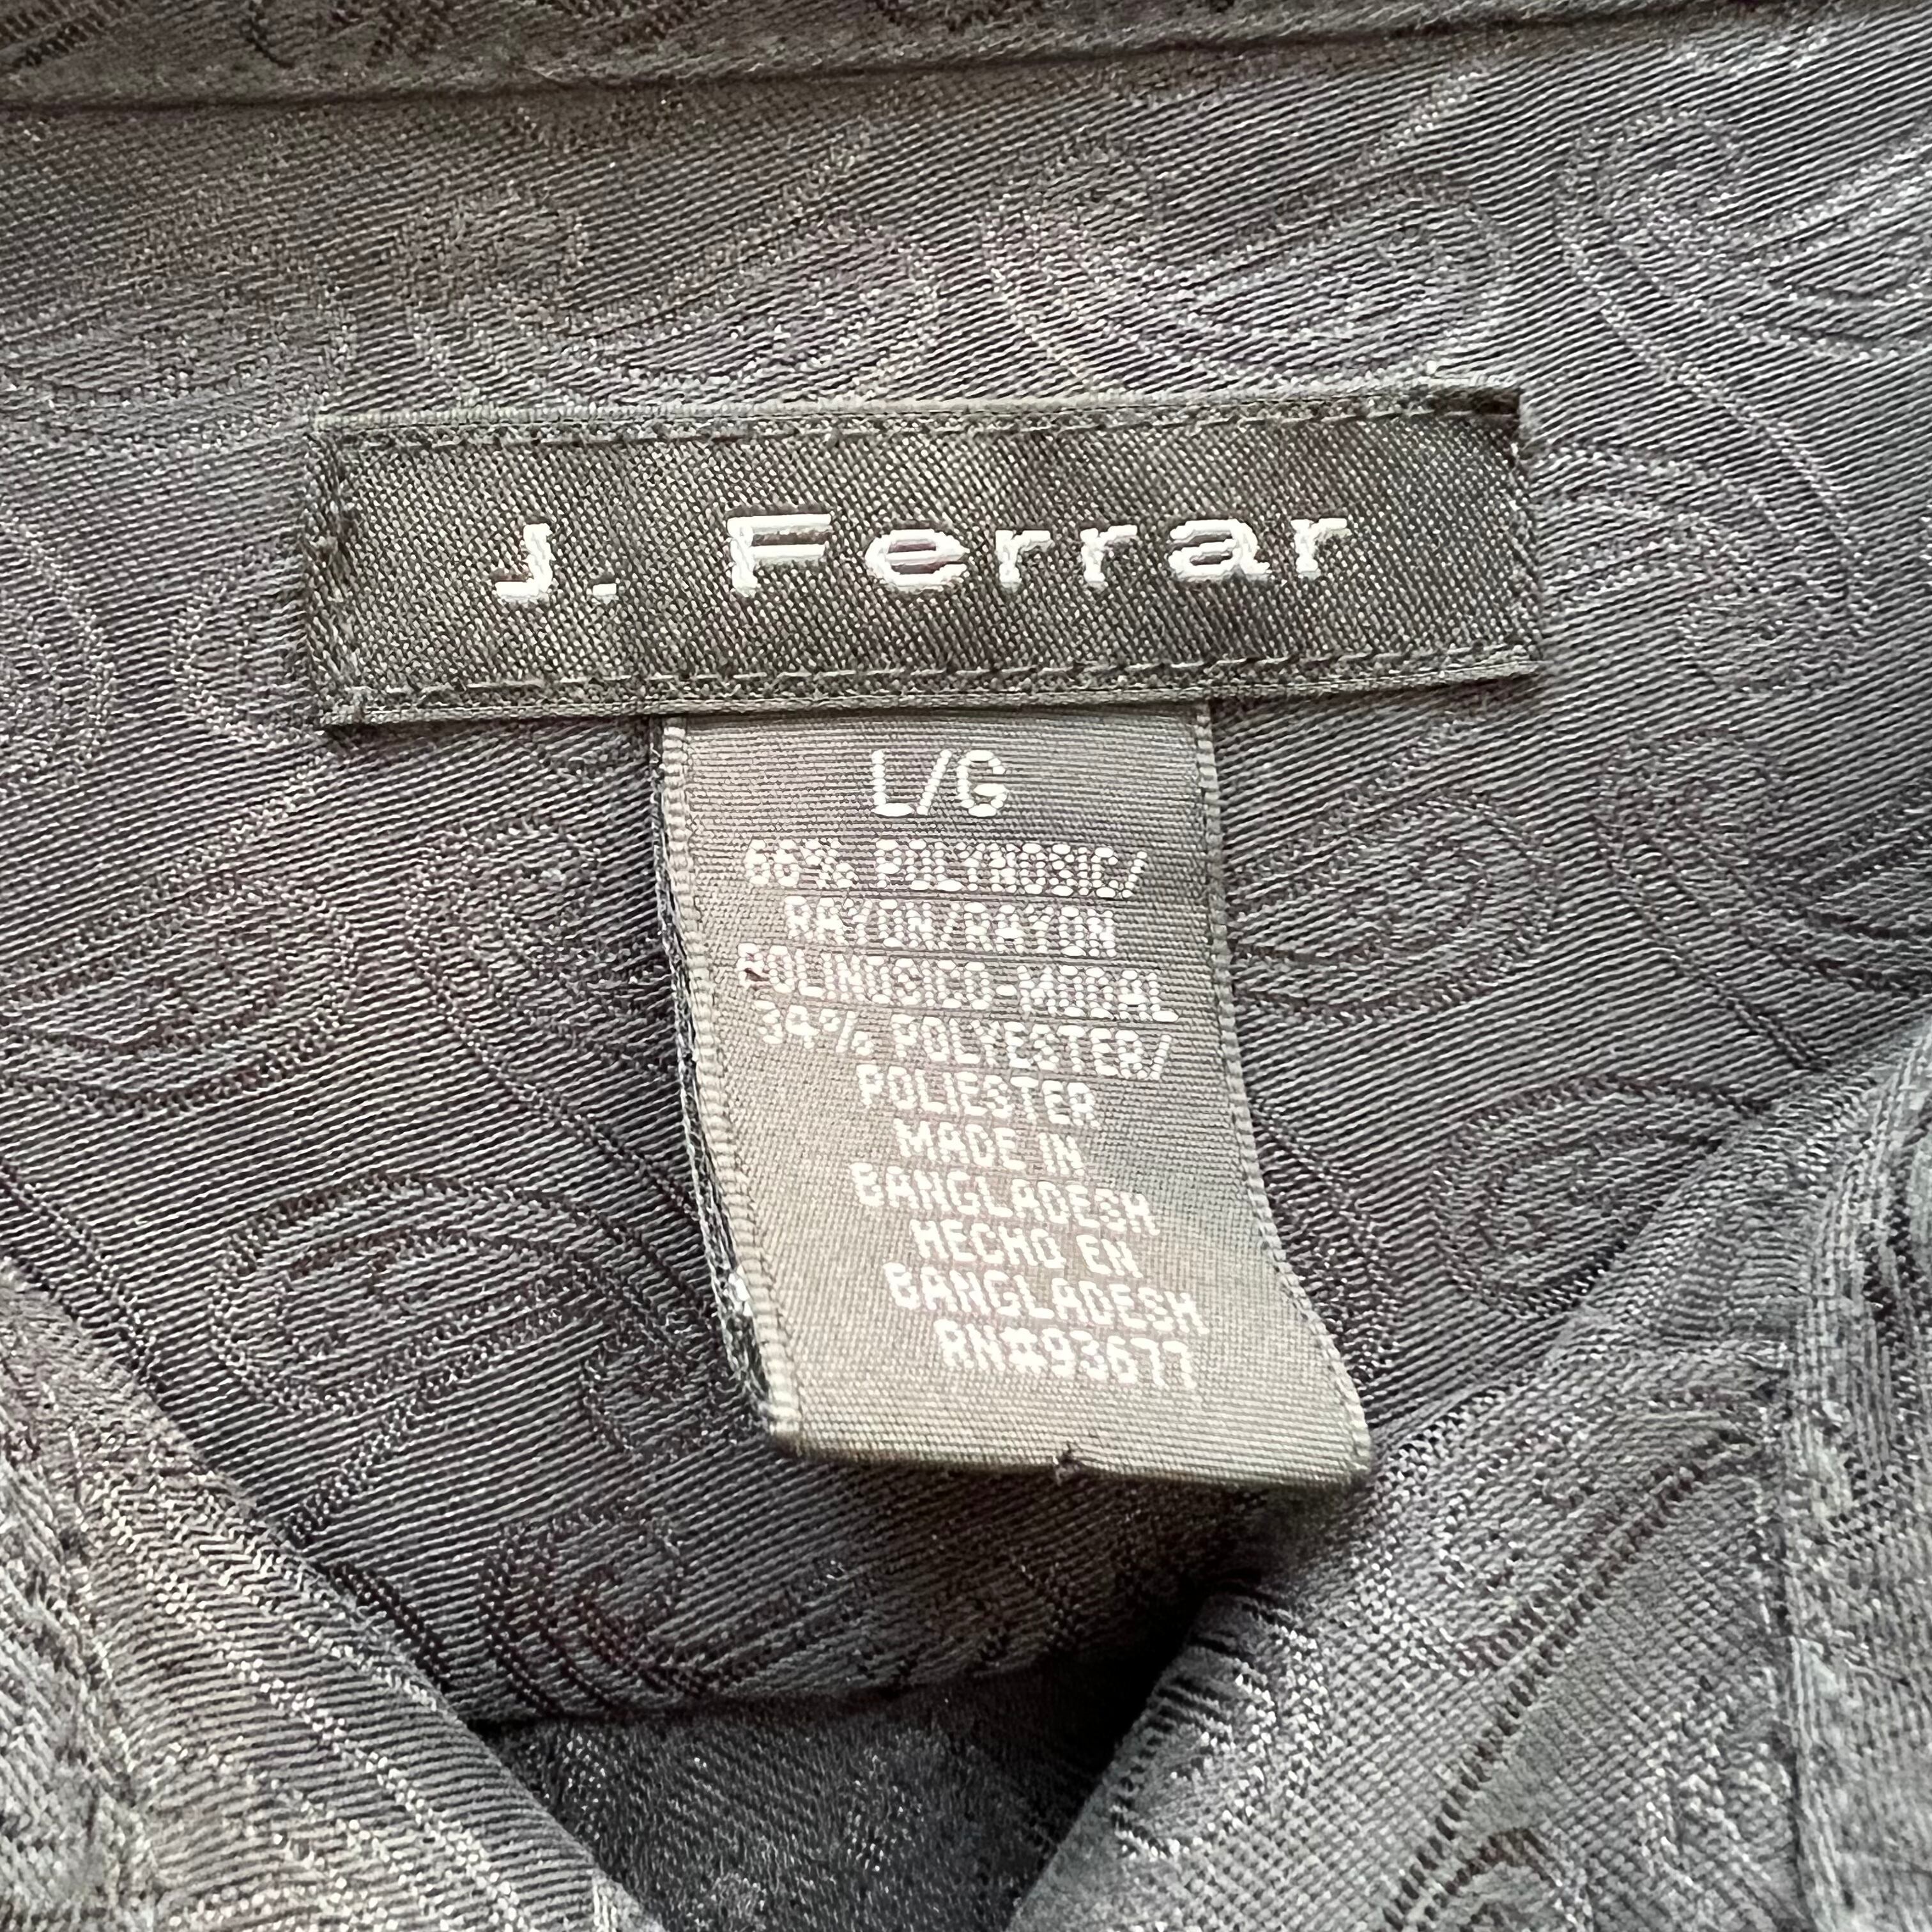 J. Ferrar
L/G
66% POLYNOSIC/
RAYON/RAYON
POLINOSICO-MODAL
34% POLYESTER/
POLIESTER
MADE IN
BANGLADESH
HECHO EN
BANGLADESH
RN#93677